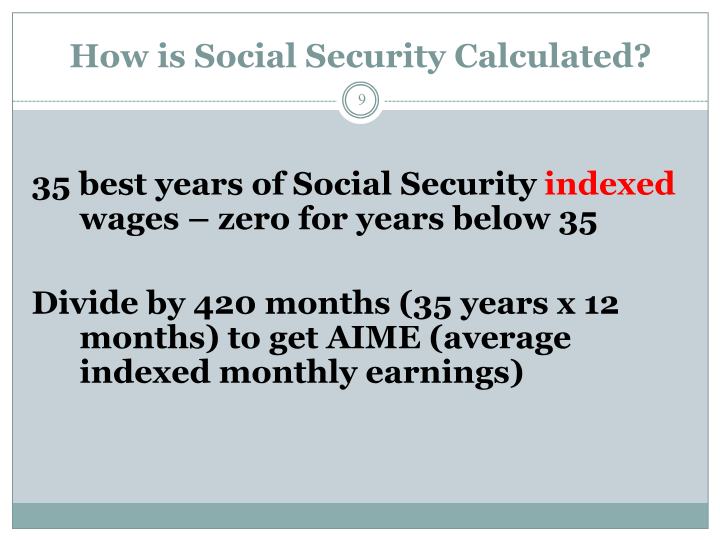 How is Social Security Calculated?
9
35 best years of Social Security indexed
wages – zero for years below 35
Divide by 420 months (35 years x 12
months) to get AIME (average
indexed monthly earnings)